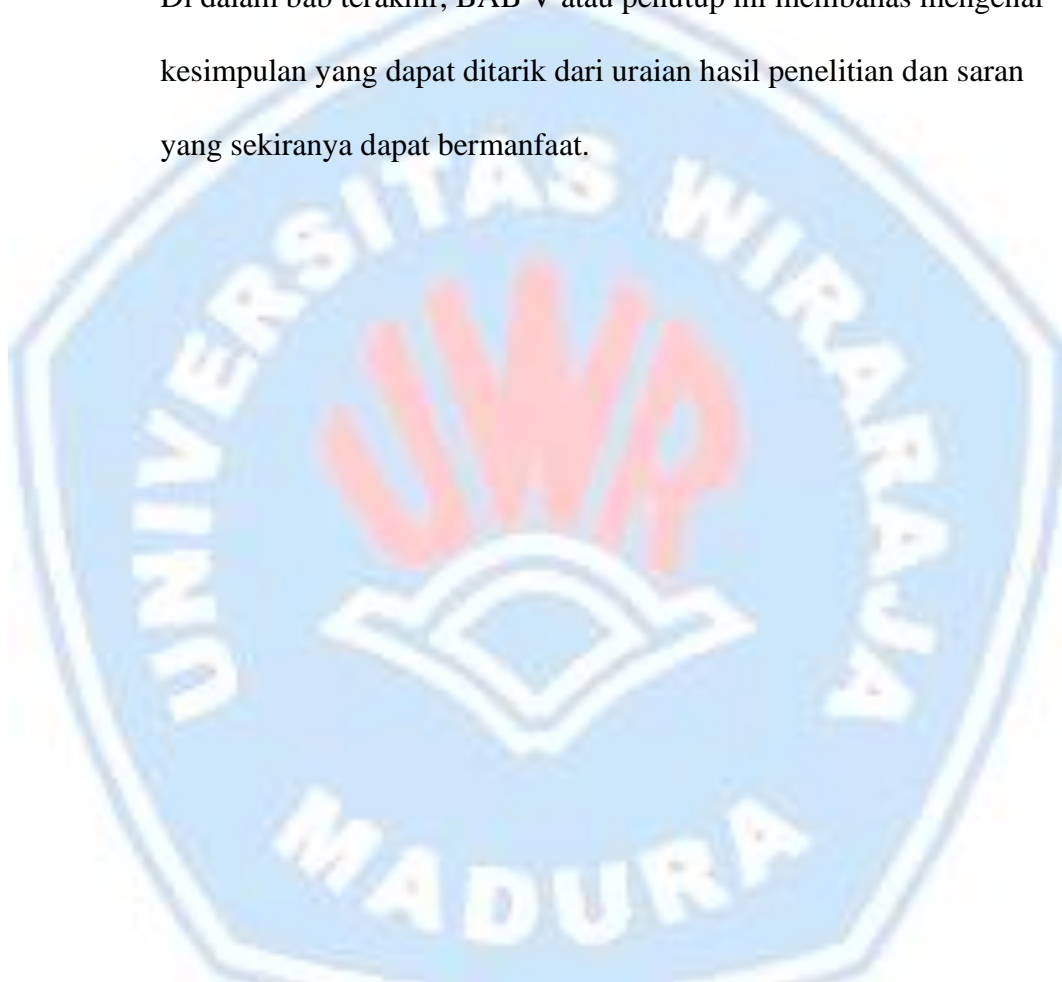 Di dalam bab terakhir, BAB V atau penutup ini membahas mengenai
kesimpulan yang dapat ditarik dari uraian hasil penelitian dan saran
yang sekiranya dapat bermanfaat.
UNIVERSITAS WIRARAJA
UWR
MADURA